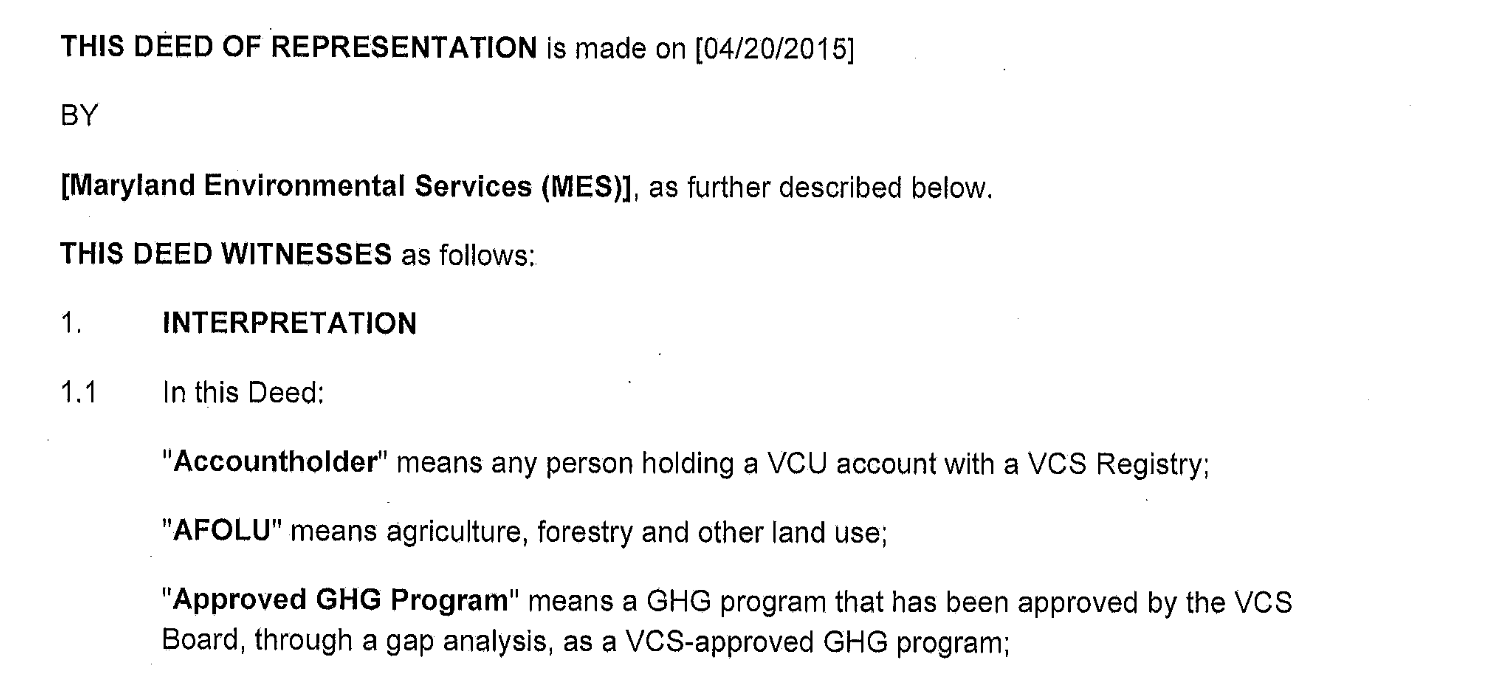 THIS DEED OF REPRESENTATION is made on [04/20/2015]
BY
[Maryland Environmental Services (MES)], as further described below.
THIS DEED WITNESSES as follows:
1. INTERPRETATION
1.1 In this Deed:
"Accountholder" means any person holding a VCU account with a VCS Registry;
"AFOLU" means agriculture, forestry and other land use;
"Approved GHG Program" means a GHG program that has been approved by the VCS
Board, through a gap analysis, as a VCS-approved GHG program;